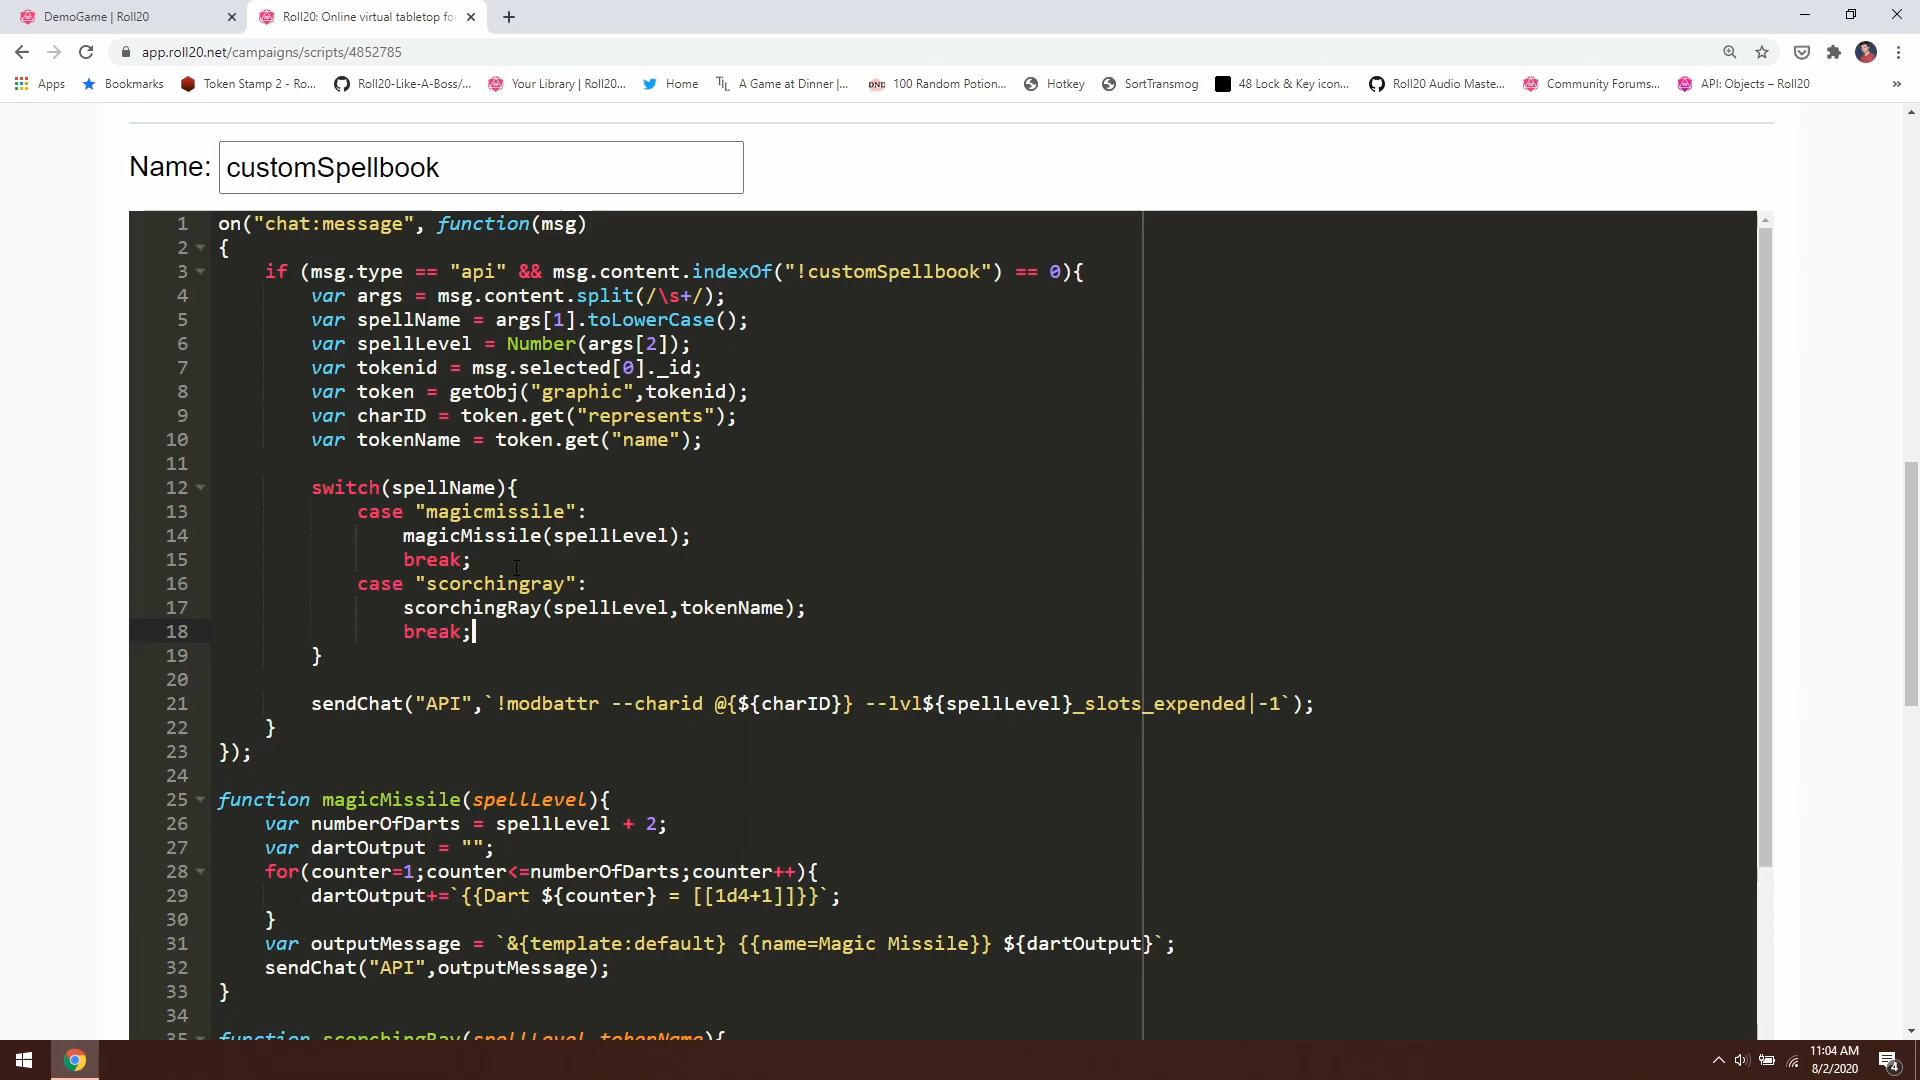 DemoGame | Roll20
Roll20: Online virtual tabletop fo
app.roll20.net/campaigns/scripts/4852785
Apps
Bookmarks
Token Stamp 2 - Ro...
Roll20-Like-A-Boss/...
Your Library | Roll20...
Home
A Game at Dinner |...
100 Random Potion...
Hotkey
SortTransmog
48 Lock & Key icon...
Roll20 Audio Maste...
Community Forums...
API: Objects – Roll20
»
Name: customSpellbook
1 on("chat:message", function(msg)
2 {
3 if (msg.type == "api" && msg.content.indexOf("!customSpellbook") == 0){
4 var args = msg.content.split(/\s+/);
5 var spellName = args[1].toLowerCase();
6 var spellLevel = Number(args[2]);
7 var tokenid = msg.selected[0]._id;
8 var token = getObj("graphic",tokenid);
9 var charID = token.get("represents");
10 var tokenName = token.get("name");
11
12 switch(spellName){
13 case "magicmissile":
14 magicMissile(spellLevel);
15 break;
16 case "scorchingray":
17 scorchingRay(spellLevel,tokenName);
18 break;
19 }
20
21 sendChat("API",`!modbattr --charid @{${charID}} --lvl${spellLevel}_slots_expended|-1`);
22 }
23 });
24
25 function magicMissile(spellLevel){
26 var numberOfDarts = spellLevel + 2;
27 var dartOutput = "";
28 for(counter=1;counter<=numberOfDarts;counter++){
29 dartOutput+=`{{Dart ${counter} = [[1d4+1]]}}`;
30 }
31 var outputMessage = `&{template:default} {{name=Magic Missile}} ${dartOutput}`;
32 sendChat("API",outputMessage);
33 }
34
35 function scorchingRay(spellLevel,tokenName){
11:04 AM
8/2/2020
4